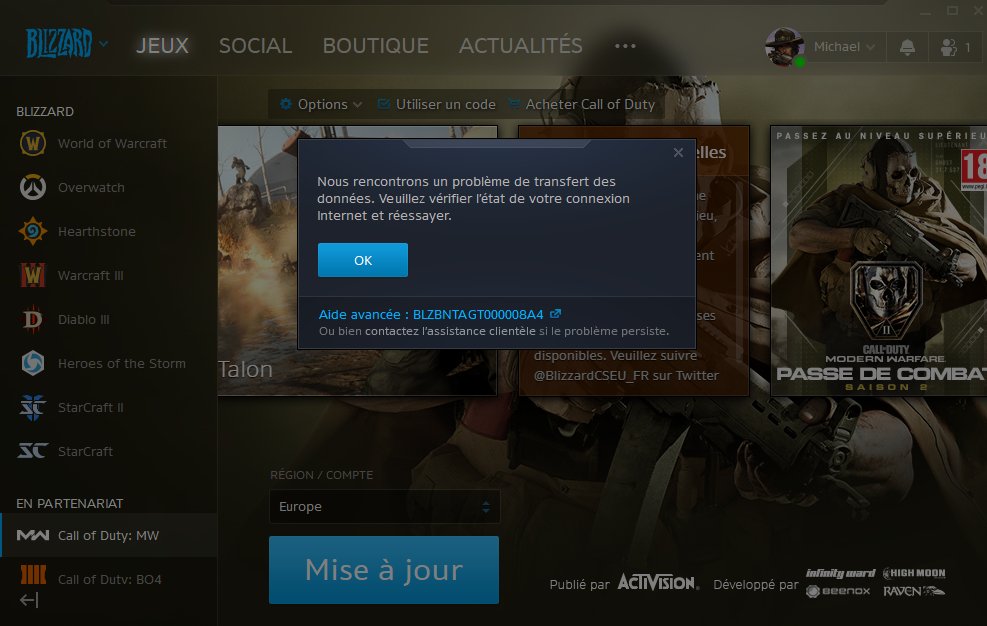 BLIZZARD
JEUX
SOCIAL
BOUTIQUE
ACTUALITÉS
Michael
1
BLIZZARD
World of Warcraft
Overwatch
Hearthstone
Warcraft III
Diablo III
Heroes of the Storm
StarCraft II
StarCraft
EN PARTENARIAT
Call of Duty: MW
Call of Duty: BO4
Options
Utiliser un code
Acheter Call of Duty
Nous rencontrons un problème de transfert des
données. Veuillez vérifier l'état de votre connexion
Internet et réessayer.
OK
Aide avancée : BLZBNTAGT000008A4
Ou bien contactez l'assistance clientèle si le problème persiste.
Talon
elles
disponibles. Veuillez suivre
@BlizzardCSEU_FR sur Twitter
PASSEZ AU NIVEAU SUPÉRIEU
18
CALL·DUTY
MODERN WARFARE
PASSE DE COMBAT
SAISON 2
RÉGION / COMPTE
Europe
Mise à jour
Publié par ACTIVISION.
Développé par
infinity ward
HIGH MOON
BEENOX
RAVEN